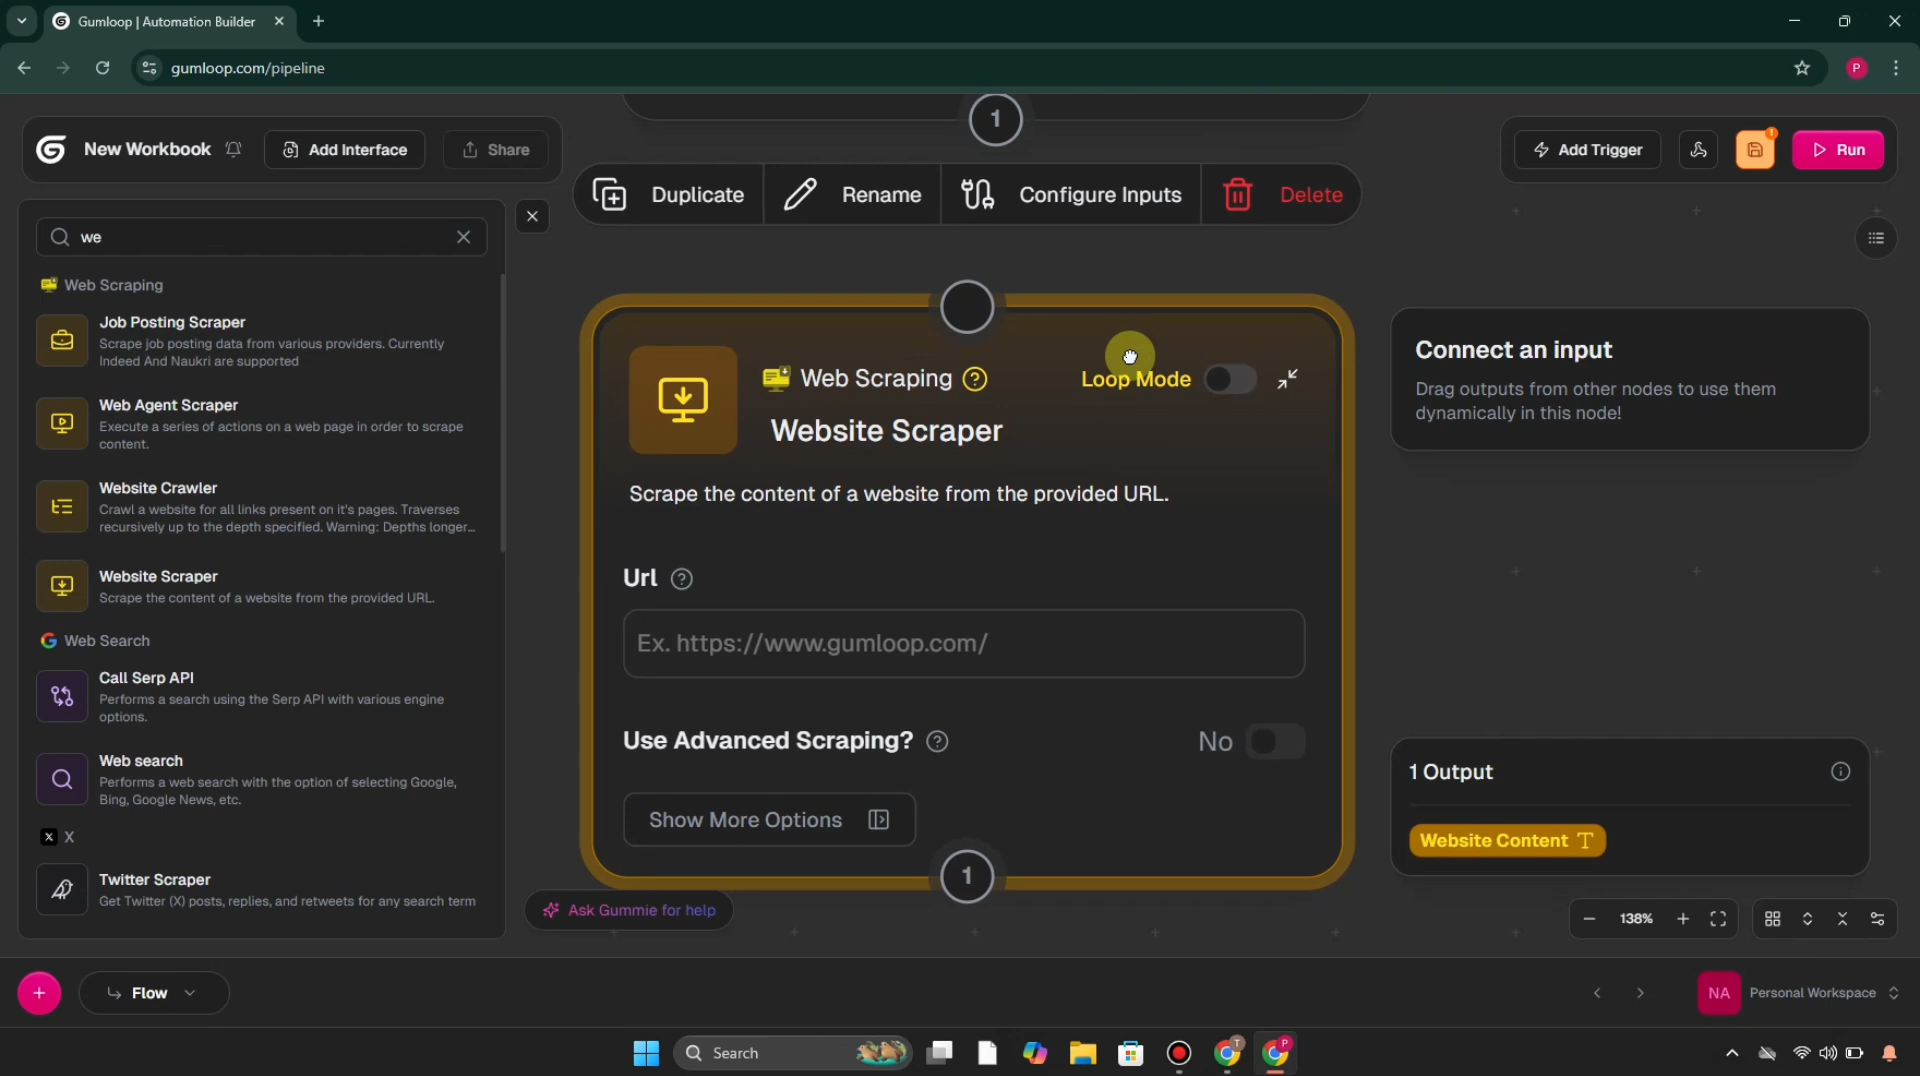 Gumloop | Automation Builder
gumloop.com/pipeline
P
New Workbook
Add Interface
Share
1
Add Trigger
Run
Duplicate
Rename
Configure Inputs
Delete
we
Web Scraping
Job Posting Scraper
Scrape job posting data from various providers. Currently
Indeed And Naukri are supported
Web Agent Scraper
Execute a series of actions on a web page in order to scrape
content.
Website Crawler
Crawl a website for all links present on it's pages. Traverses
recursively up to the depth specified. Warning: Depths longer...
Website Scraper
Scrape the content of a website from the provided URL.
Web Search
Call Serp API
Performs a search using the Serp API with various engine
options.
Web search
Performs a web search with the option of selecting Google,
Bing, Google News, etc.
X
Twitter Scraper
Get Twitter (X) posts, replies, and retweets for any search term
Web Scraping
Loop Mode
Website Scraper
Scrape the content of a website from the provided URL.
Url
Ex. https://www.gumloop.com/
Use Advanced Scraping?
No
Show More Options
1
Connect an input
Drag outputs from other nodes to use them
dynamically in this node!
1 Output
Website Content
Ask Gummie for help
138%
Flow
NA
Personal Workspace
Search
T
P